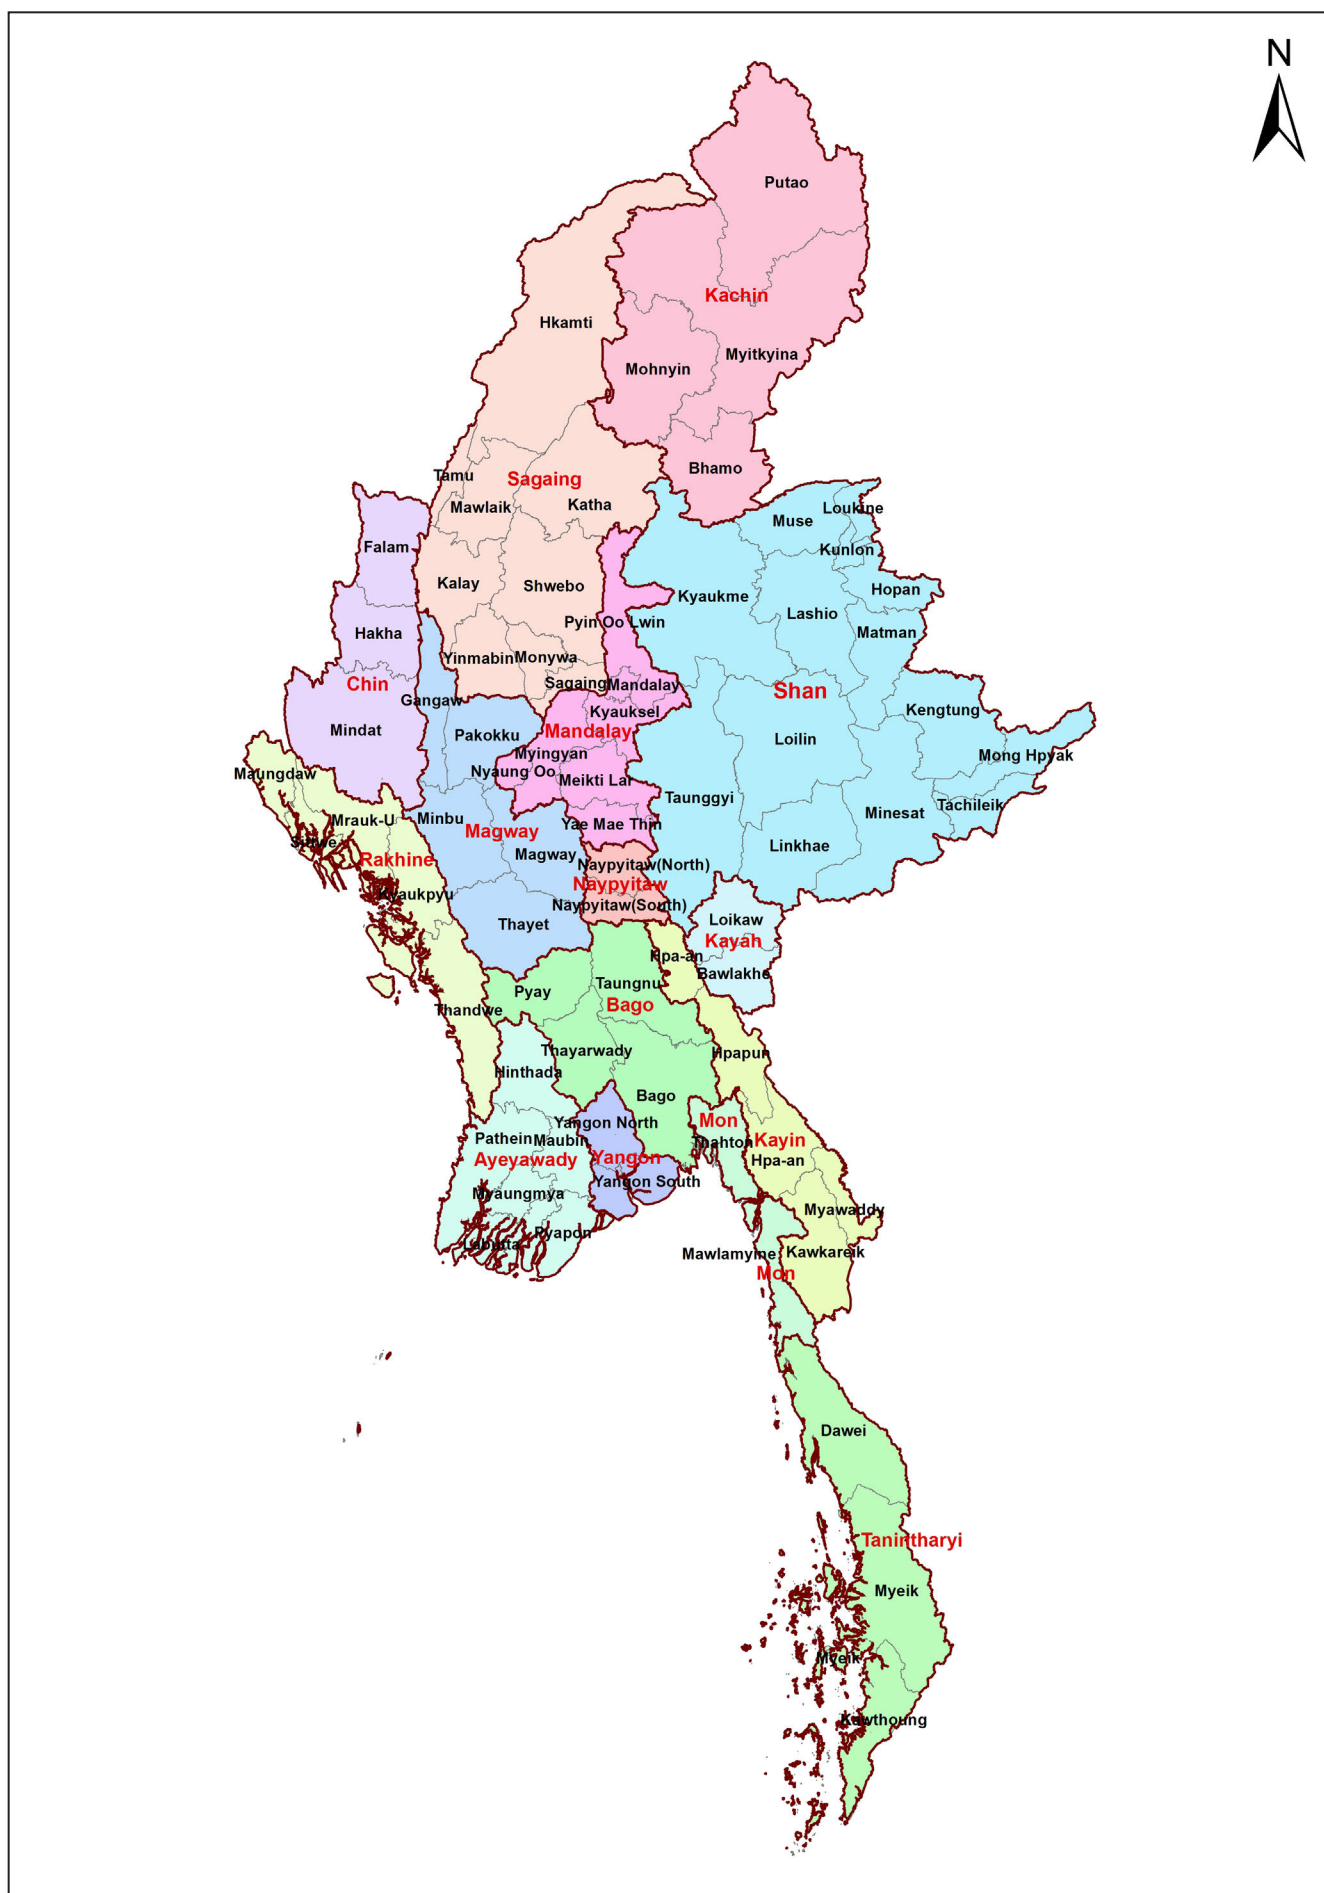 N
Putao
Kachin
Hkamti
Myitkyina
Mohnyin
Bhamo
Tamu
Sagaing
Mawlaik
Katha
Loukine
Muse
Falam
Kunlon
Kalay
Shwebo
Kyaukme
Hopan
Lashio
Pyin Oo Lwin
Hakha
Matman
Yinmabin
Monywa
Chin
Sagaing
Mandalay
Shan
Gangaw
Kyauksel
Kengtung
Mindat
Pakokku
Mandalay
Loilin
Myingyan
Mong Hpyak
Maungdaw
Nyaung Oo
Meikti Lar
Taunggyi
Tachileik
Mrauk-U
Minbu
Minesat
Yae Mae Thin
Magway
Sittwe
Linkhae
Magway
Rakhine
Naypyitaw(North)
Naypyitaw
Kyaukpyu
Naypyitaw(South)
Thayet
Loikaw
Kayah
Hpa-an
Bawlakhe
Taungnu
Pyay
Bago
Thandwe
Thayarwady
Hpapun
Hinthada
Bago
Yangon North
Mon
Pathein
Maubin
Thahton
Kayin
Yangon
Ayeyawady
Hpa-an
Yangon South
Myaungmya
Myawaddy
Pyapon
Labutta
Mawlamyine
Kawkareik
Mon
Dawei
Tanintharyi
Myeik
Myeik
Kawthoung